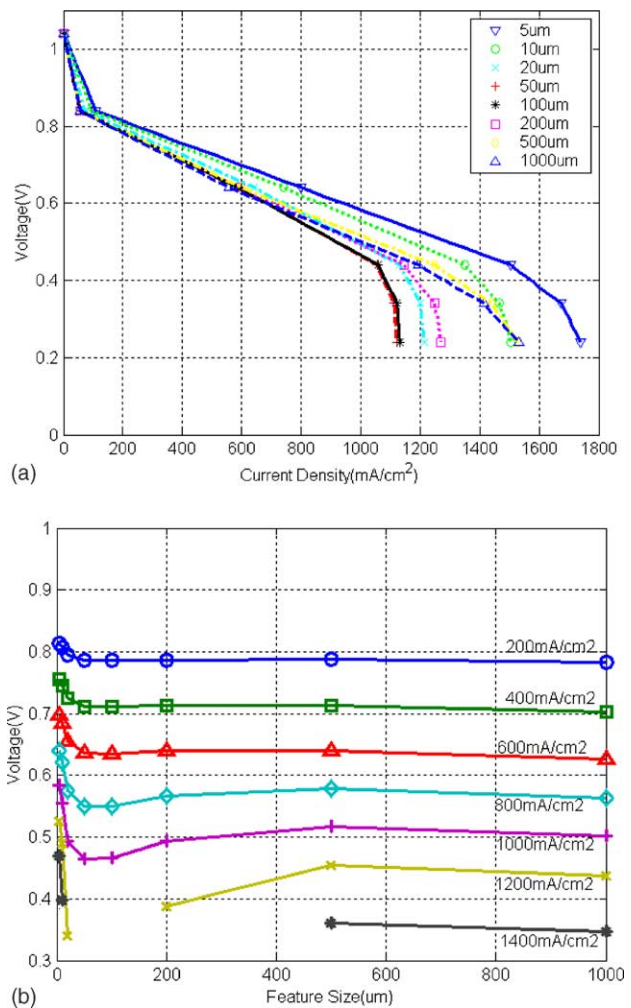 1
0.8
0.6
0.4
0.2
0
Voltage(V)
5um
10um
20um
50um
100um
200um
500um
1000um
0 200 400 600 800 1000 1200 1400 1600 1800
Current Density(mA/cm2)
(a)
1
0.9
0.8
0.7
0.6
0.5
0.4
0.3
Voltage(V)
200mA/cm2
400mA/cm2
600mA/cm2
800mA/cm2
1000mA/cm2
1200mA/cm2
1400mA/cm2
0 200 400 600 800 1000
Feature Size(um)
(b)